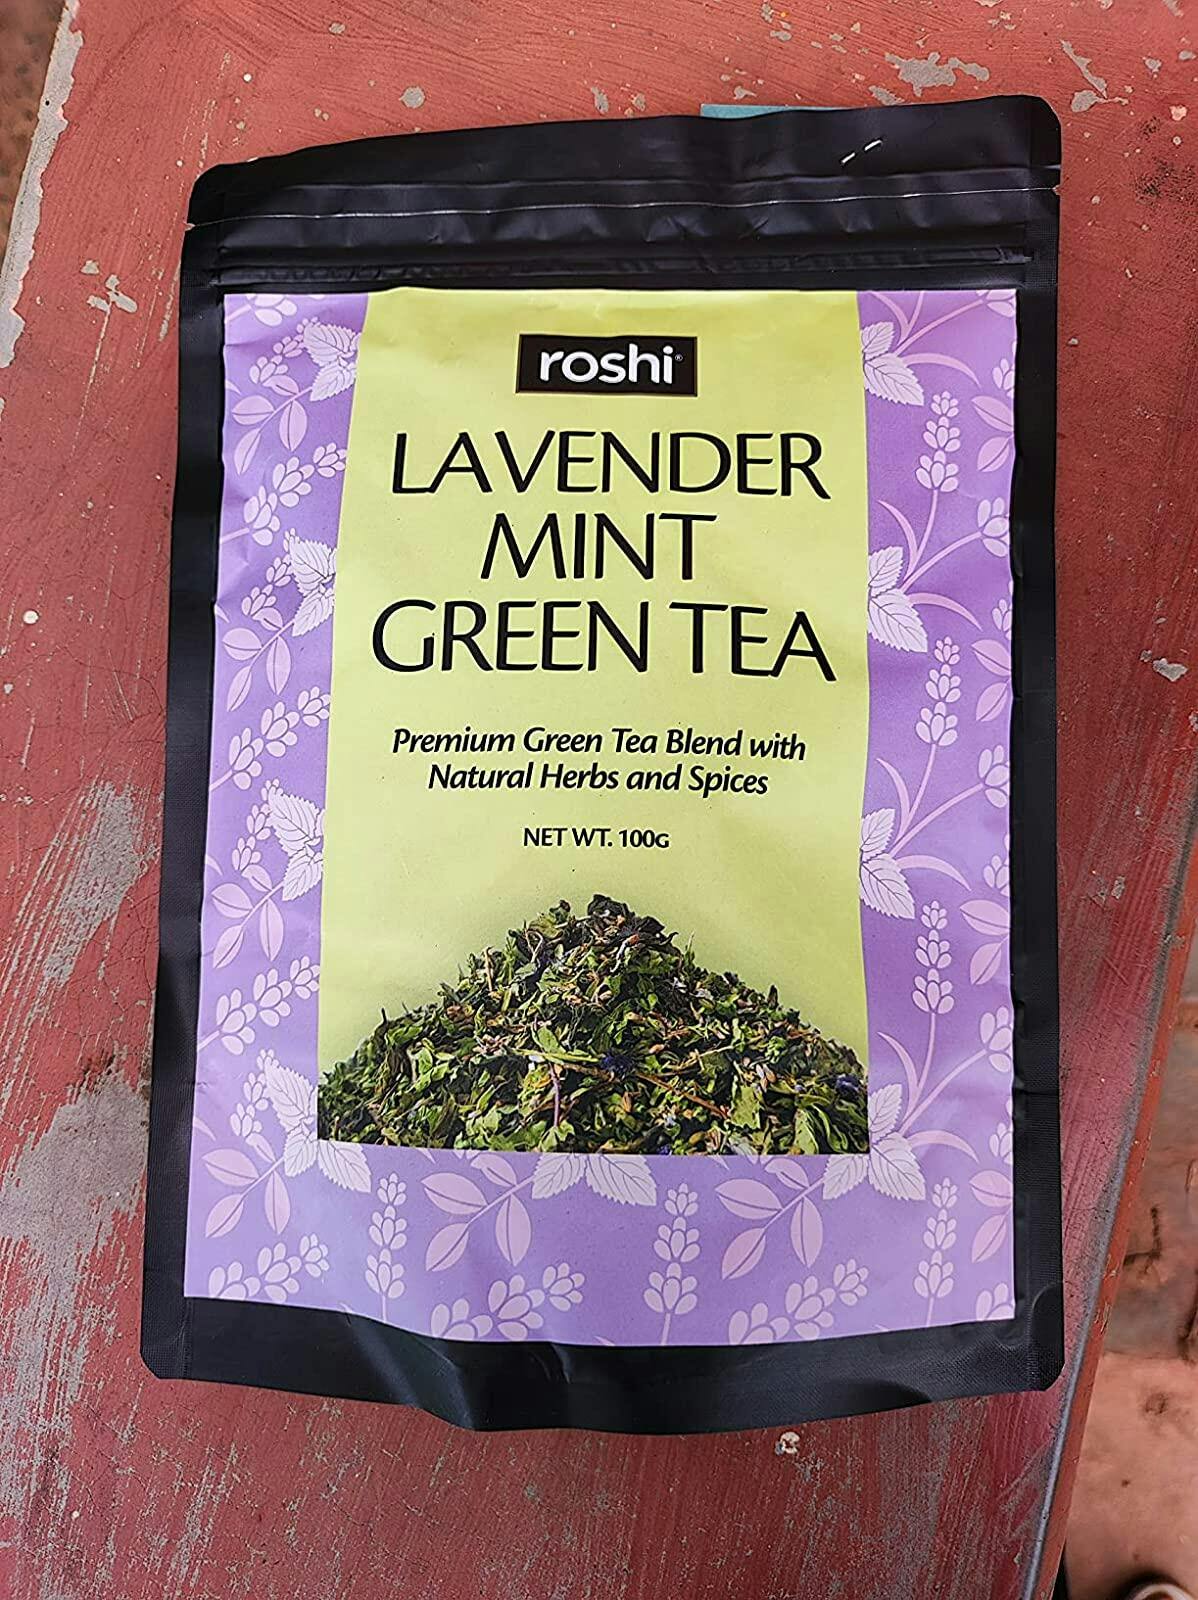 roshi®
LAVENDER
MINT
GREEN TEA
Premium Green Tea Blend with
Natural Herbs and Spices
NET WT. 100G